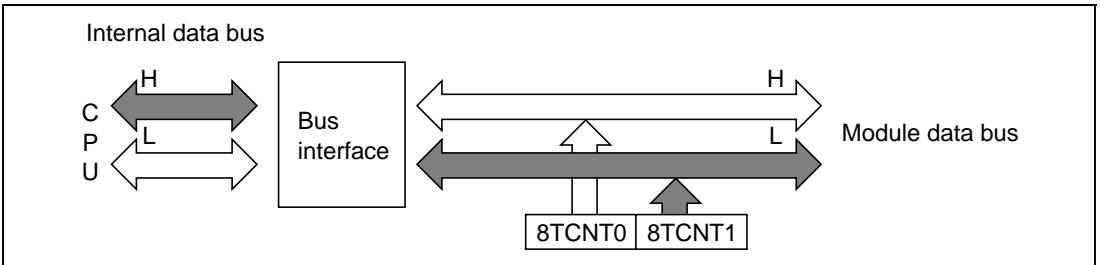 Internal data bus
H
H
C
P
U
L
L
Bus
interface
Module data bus
8TCNT0 8TCNT1